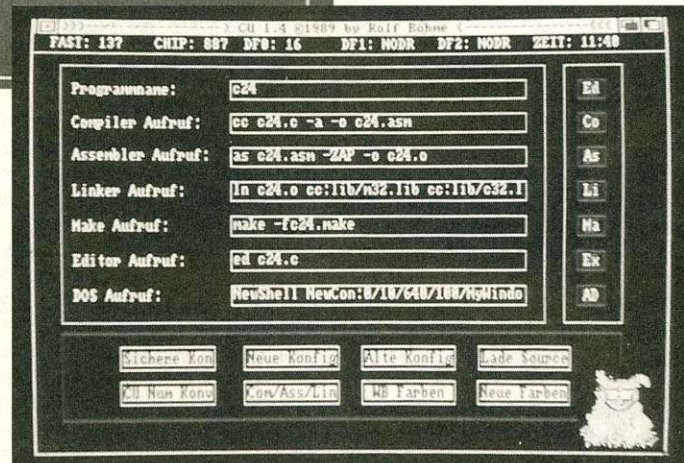 CU 1.4 ©1989 by Rolf Böhme
FAST: 137 CHIP: 887 DF0: 16 DF1: NODR DF2: NODR ZEIT: 11:48
Programmname: c24 Ed
Compiler Aufruf: cc c24.c -a -o c24.asm Co
Assembler Aufruf: as c24.asm -ZAP -o c24.o As
Linker Aufruf: ln c24.o cc:lib/m32.lib cc:lib/c32.l Li
Make Aufruf: make -fc24.make Ma
Editor Aufruf: ed c24.c Ex
DOS Aufruf: NewShell NewCon:0/10/640/100/MyWindo AD
Sichere Kon Neue Konfig Alte Konfig Lade Source
CU Num Konv Com/Ass/Lin WB Farben Neue Farben